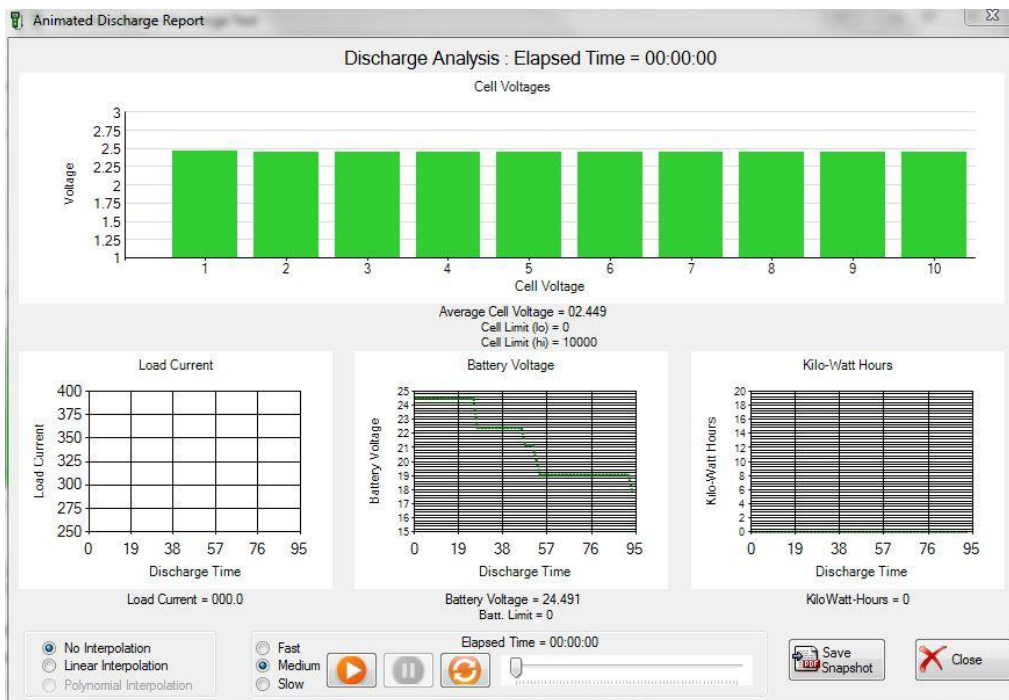 Animated Discharge Report
Discharge Analysis : Elapsed Time = 00:00:00
Cell Voltages
Voltage
3
2.75
2.5
2.25
2
1.75
1.5
1.25
1
1 2 3 4 5 6 7 8 9 10
Cell Voltage
Average Cell Voltage = 02.449
Cell Limit (lo) = 0
Cell Limit (hi) = 10000
Load Current
Load Current
400
375
350
325
300
275
250
0 19 38 57 76 95
Discharge Time
Load Current = 000.0
Battery Voltage
Battery Voltage
25
24
23
22
21
20
19
18
17
16
15
0 19 38 57 76 95
Discharge Time
Battery Voltage = 24.491
Batt. Limit = 0
Kilo-Watt Hours
Kilo-Watt Hours
20
18
16
14
12
10
8
6
4
2
0
0 19 38 57 76 95
Discharge Time
KiloWatt-Hours = 0
No Interpolation
Linear Interpolation
Polynomial Interpolation
Fast
Medium
Slow
Elapsed Time = 00:00:00
PDF
Save
Snapshot
Close